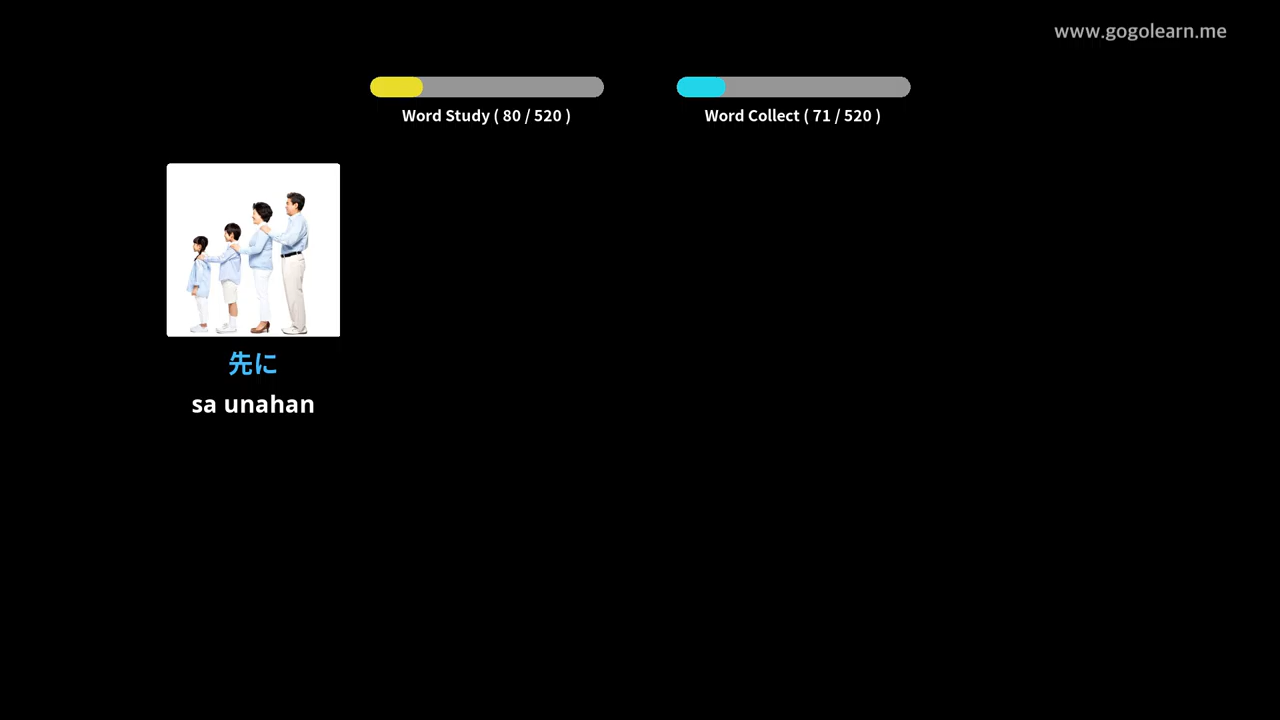 www.gogolearn.me
Word Study ( 80 / 520 )
Word Collect ( 71 / 520 )
先に
sa unahan